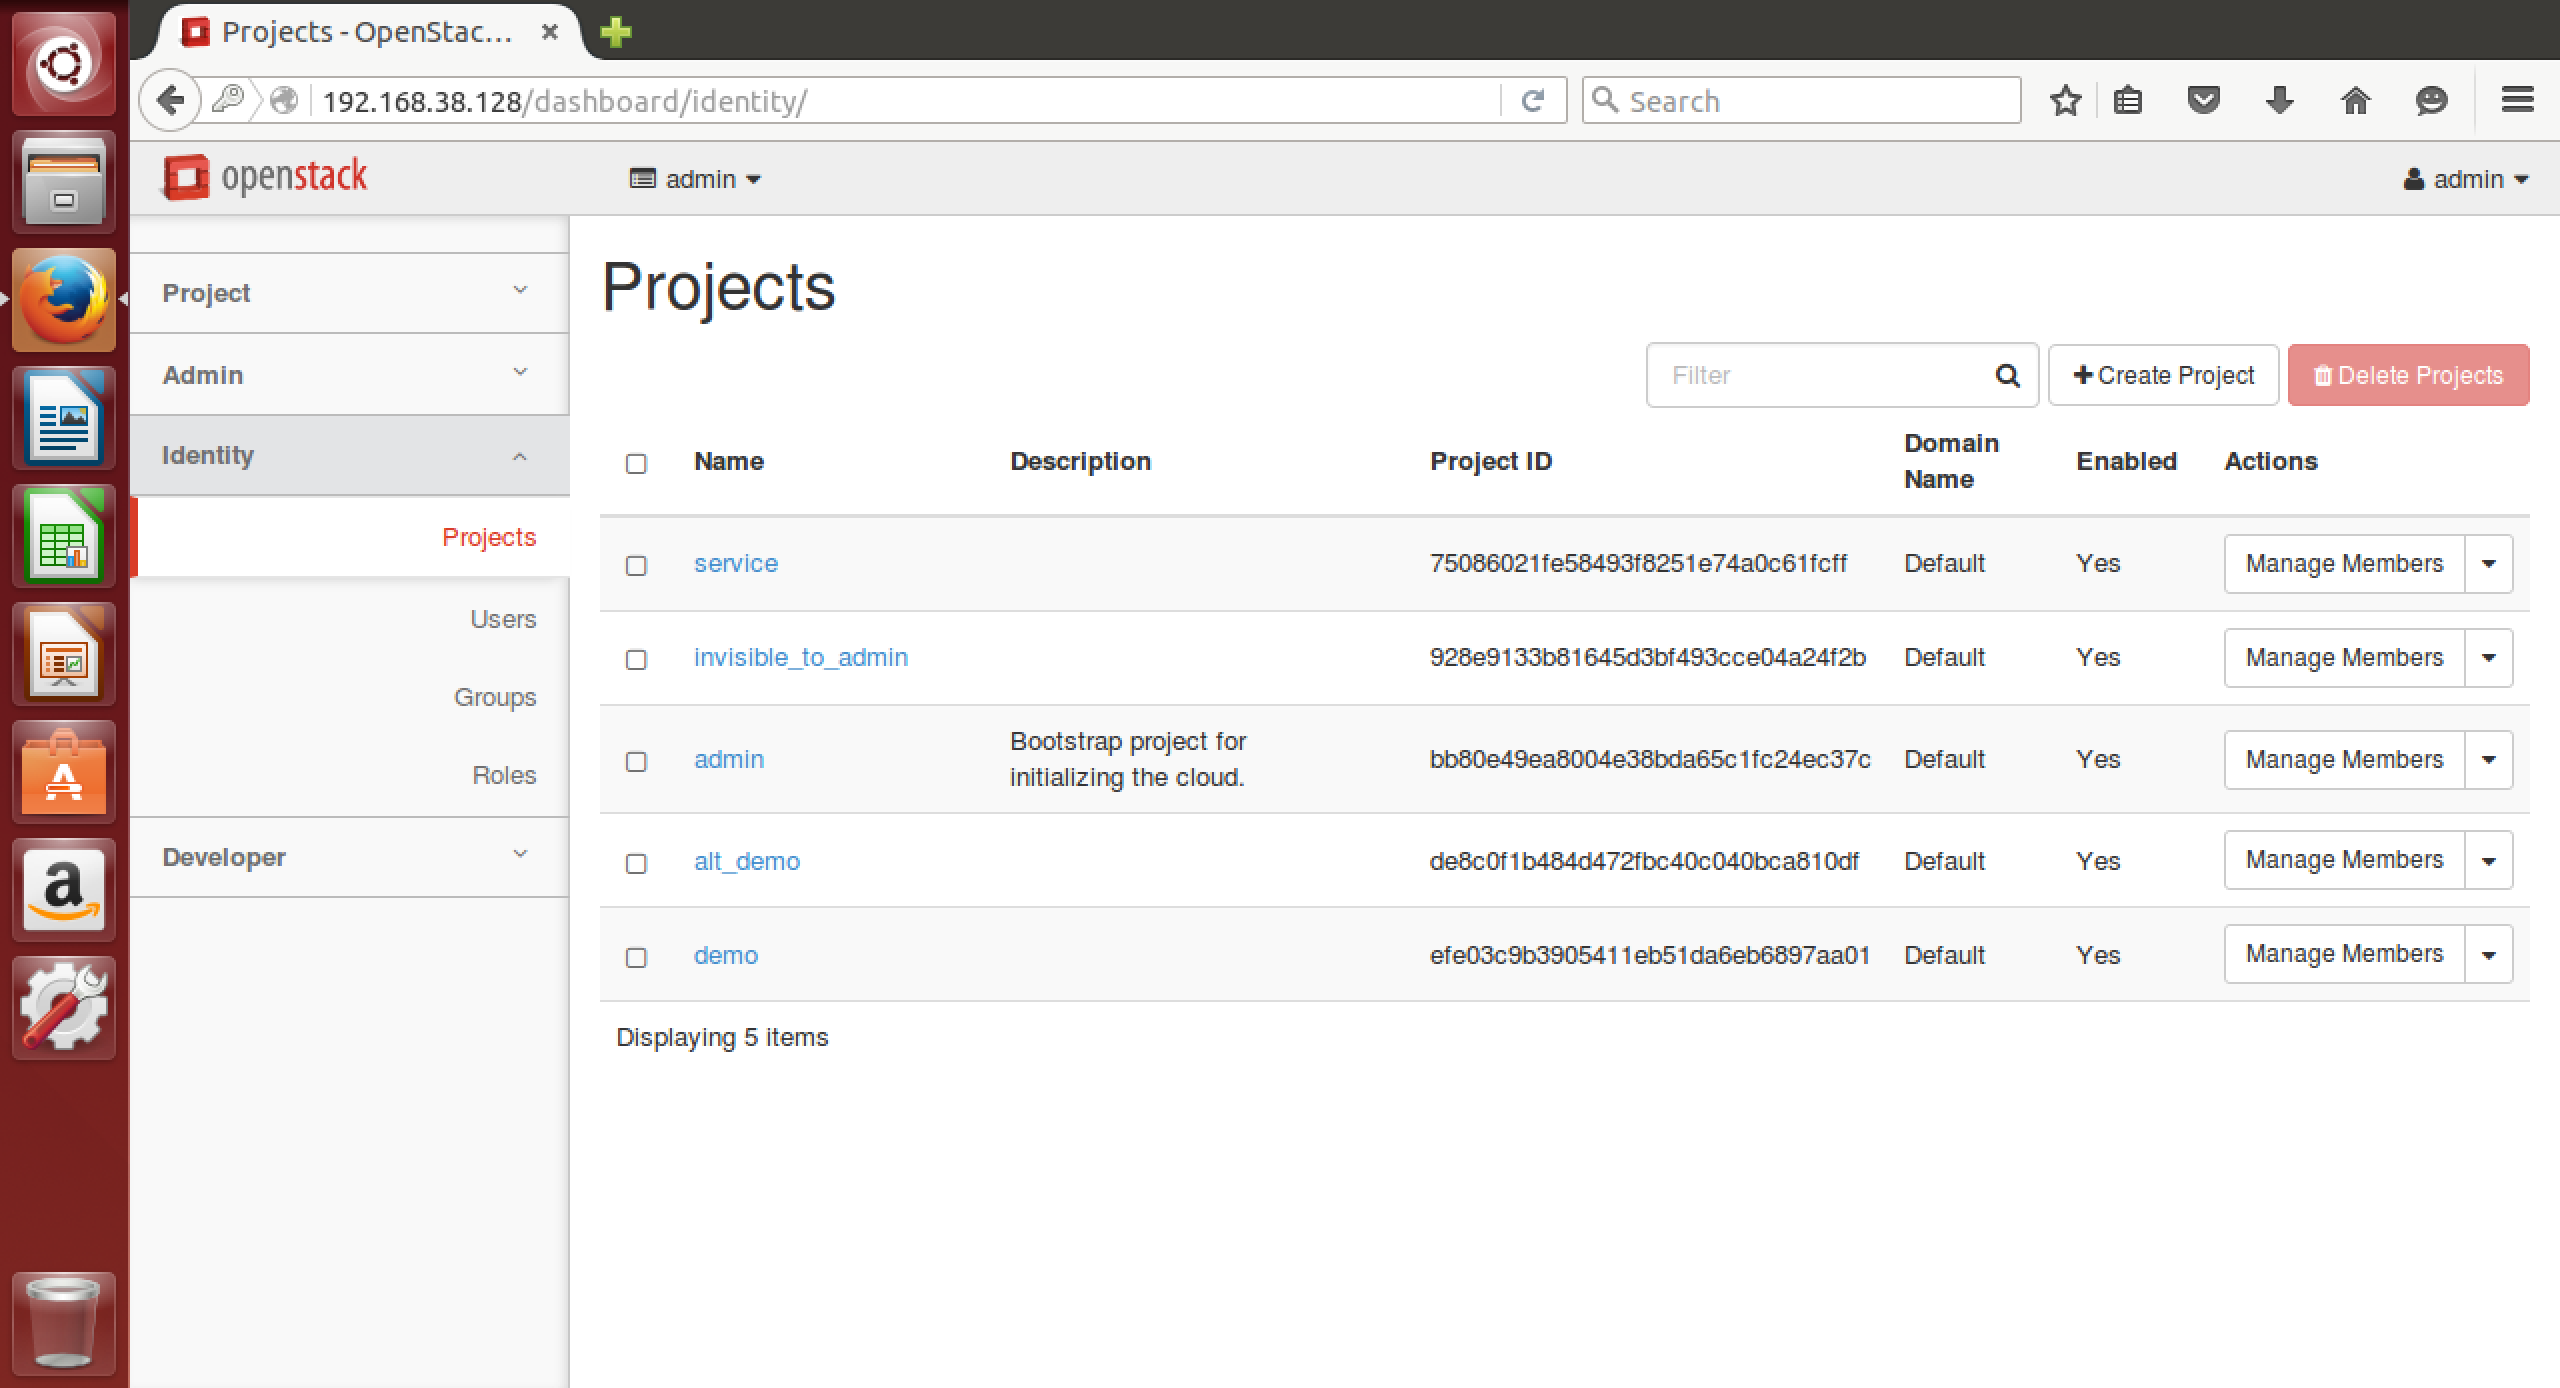 Projects - OpenStac...
192.168.38.128/dashboard/identity/
Search
openstack
admin
admin
Project
Admin
Identity
Projects
Users
Groups
Roles
Developer
Projects
Filter
Create Project
Delete Projects
Name Description Project ID Domain Name Enabled Actions
service 75086021fe58493f8251e74a0c61fcff Default Yes Manage Members
invisible_to_admin 928e9133b81645d3bf493cce04a24f2b Default Yes Manage Members
admin Bootstrap project for initializing the cloud. bb80e49ea8004e38bda65c1fc24ec37c Default Yes Manage Members
alt_demo de8c0f1b484d472fbc40c040bca810df Default Yes Manage Members
demo efe03c9b3905411eb51da6eb6897aa01 Default Yes Manage Members
Displaying 5 items